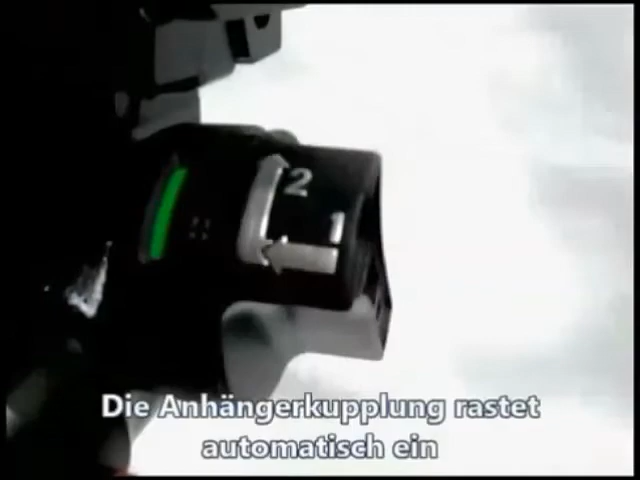 2
1
Die Anhängerkupplung rastet
automatisch ein